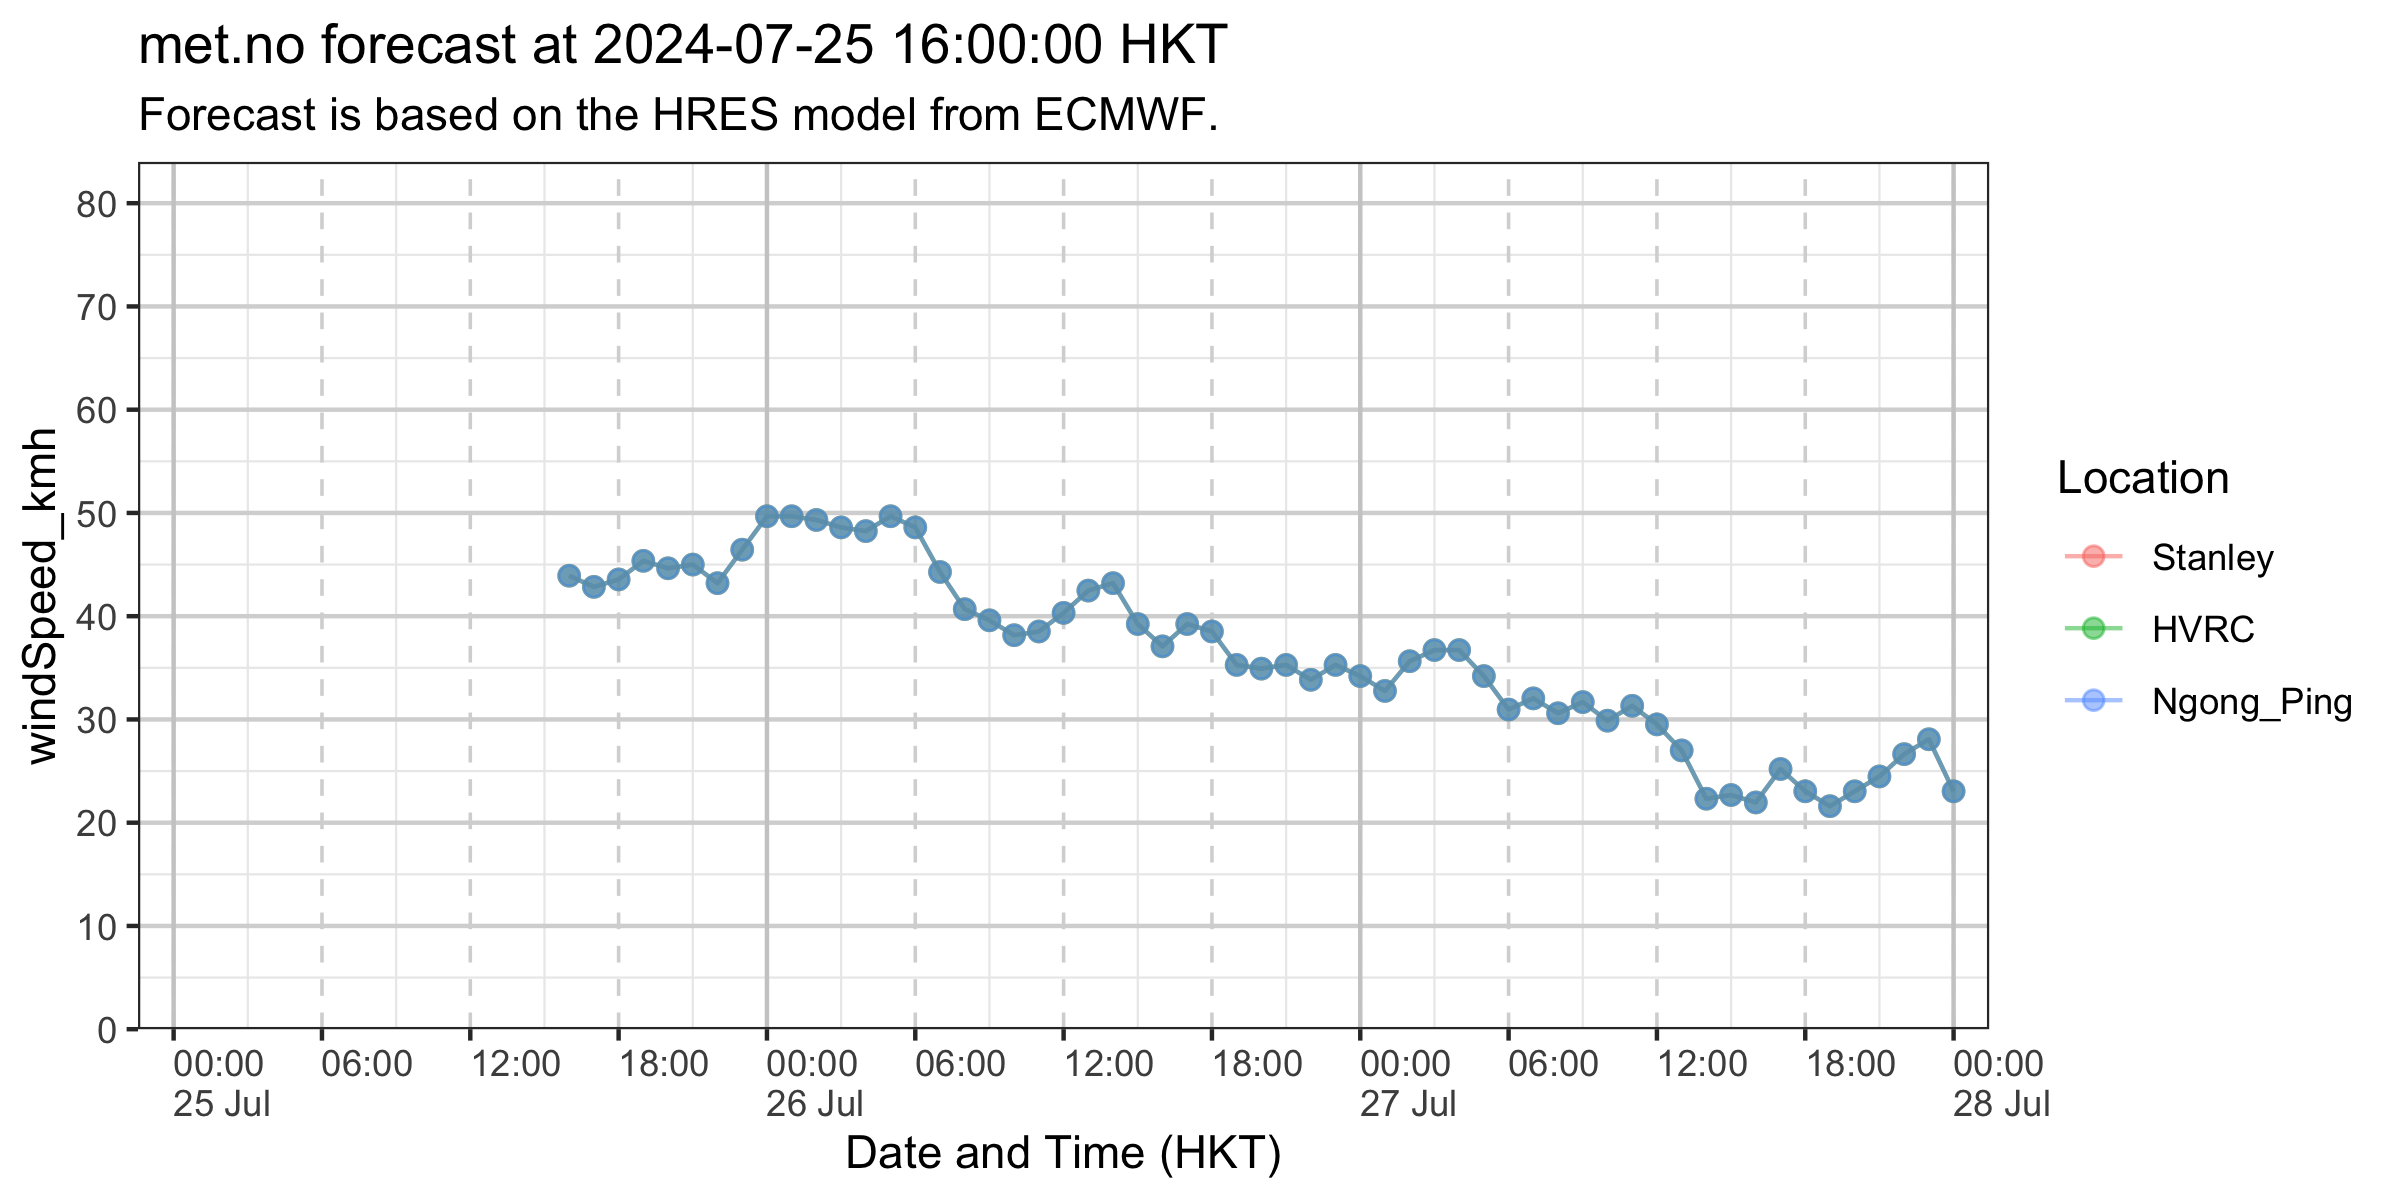 met.no forecast at 2024-07-25 16:00:00 HKT
Forecast is based on the HRES model from ECMWF.
windSpeed_kmh
80
70
60
50
40
30
20
10
0
00:00 06:00 12:00 18:00 00:00 06:00 12:00 18:00 00:00 06:00 12:00 18:00 00:00
25 Jul 26 Jul 27 Jul 28 Jul
Date and Time (HKT)
Location
Stanley
HVRC
Ngong_Ping